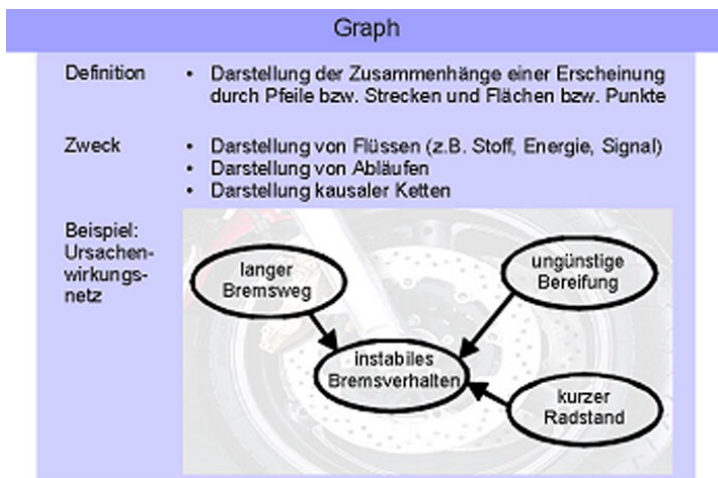 Graph
Definition
• Darstellung der Zusammenhänge einer Erscheinung
durch Pfeile bzw. Strecken und Flächen bzw. Punkte
Zweck
• Darstellung von Flüssen (z.B. Stoff, Energie, Signal)
• Darstellung von Abläufen
• Darstellung kausaler Ketten
Beispiel:
Ursachen-
wirkungs-
netz
langer
Bremsweg
ungünstige
Bereifung
instabiles
Bremsverhalten
kurzer
Radstand